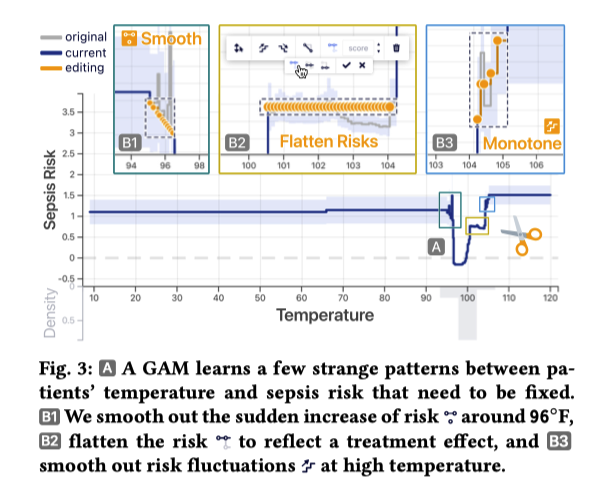 original
current
editing
Smooth
B1
94 96 98
score
Flatten Risks
B2
100 101 102 103 104
B3
Monotone
103 104 105 106
Sepsis Risk
3.5
3
2.5
2
1.5
1
0.5
0
-0.5
A
Density
0
0.5
10 20 30 40 50 60 70 80 90 100 110 120
Temperature
Fig. 3: A A GAM learns a few strange patterns between pa-
tients’ temperature and sepsis risk that need to be fixed.
B1 We smooth out the sudden increase of risk around 96°F,
B2 flatten the risk to reflect a treatment effect, and B3
smooth out risk fluctuations at high temperature.